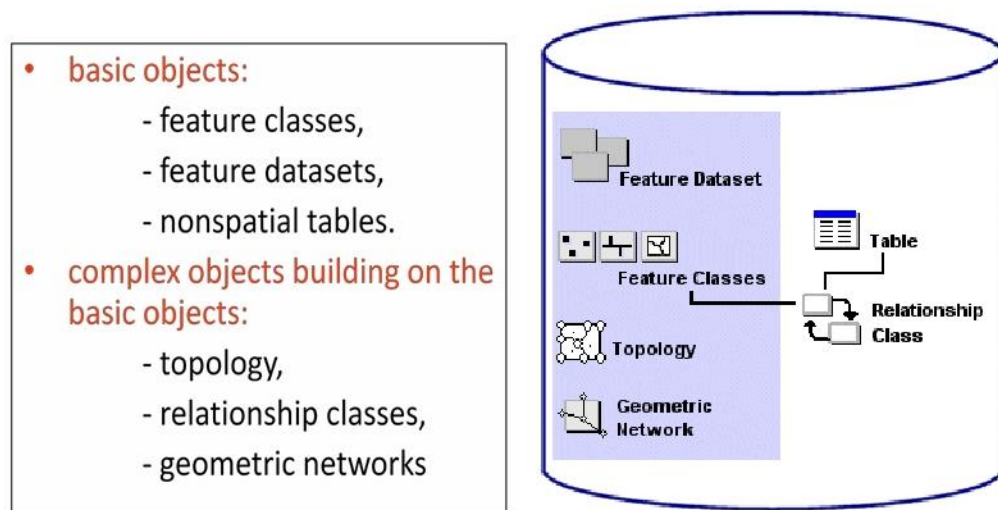 • basic objects:
- feature classes,
- feature datasets,
- nonspatial tables.
• complex objects building on the
basic objects:
- topology,
- relationship classes,
- geometric networks
Feature Dataset
Feature Classes
Topology
Geometric
Network
Table
Relationship
Class